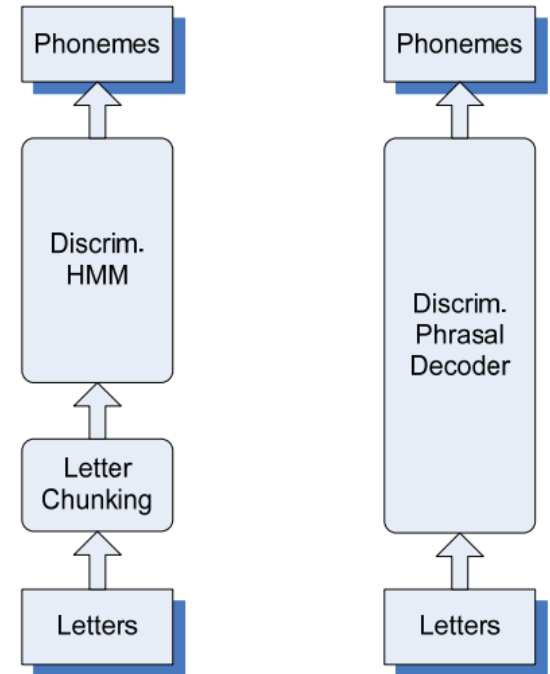 Phonemes
Discrim.
HMM
Letter
Chunking
Letters
Phonemes
Discrim.
Phrasal
Decoder
Letters